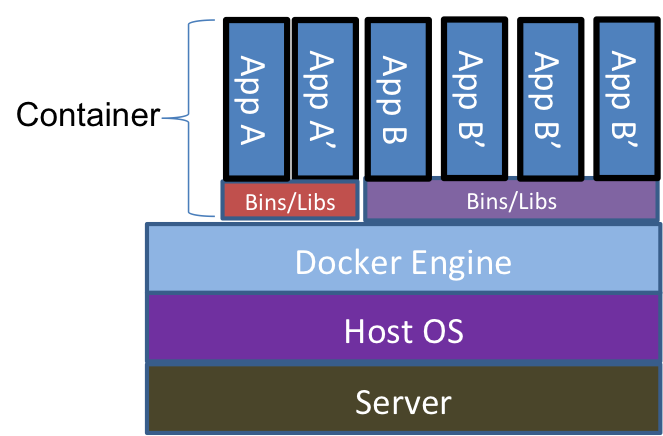 Container
App A
App A’
App B
App B’
App B’
App B’
Bins/Libs
Bins/Libs
Docker Engine
Host OS
Server